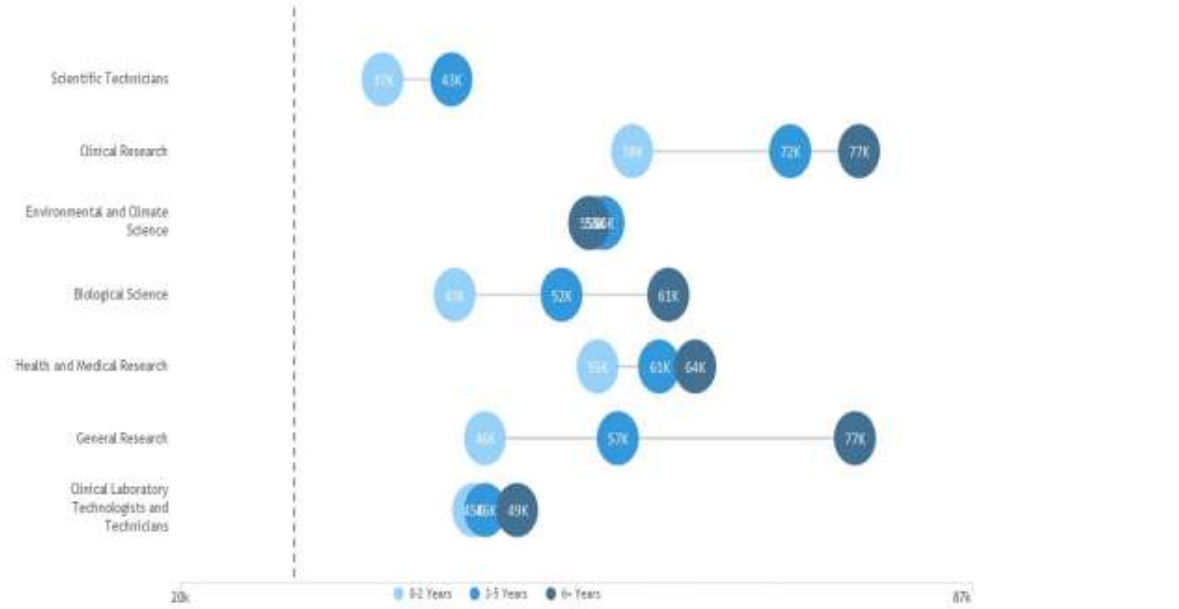 Scientific Technicians
37K 43K
Clinical Research
58K 72K 77K
Environmental and Climate
Science
Biological Science
43K 52K 61K
Health and Medical Research
55K 61K 64K
General Research
46K 57K 77K
Clinical Laboratory
Technologists and
Technicians
45K 46K 49K
20k 87k
0-2 Years 3-5 Years 6+ Years